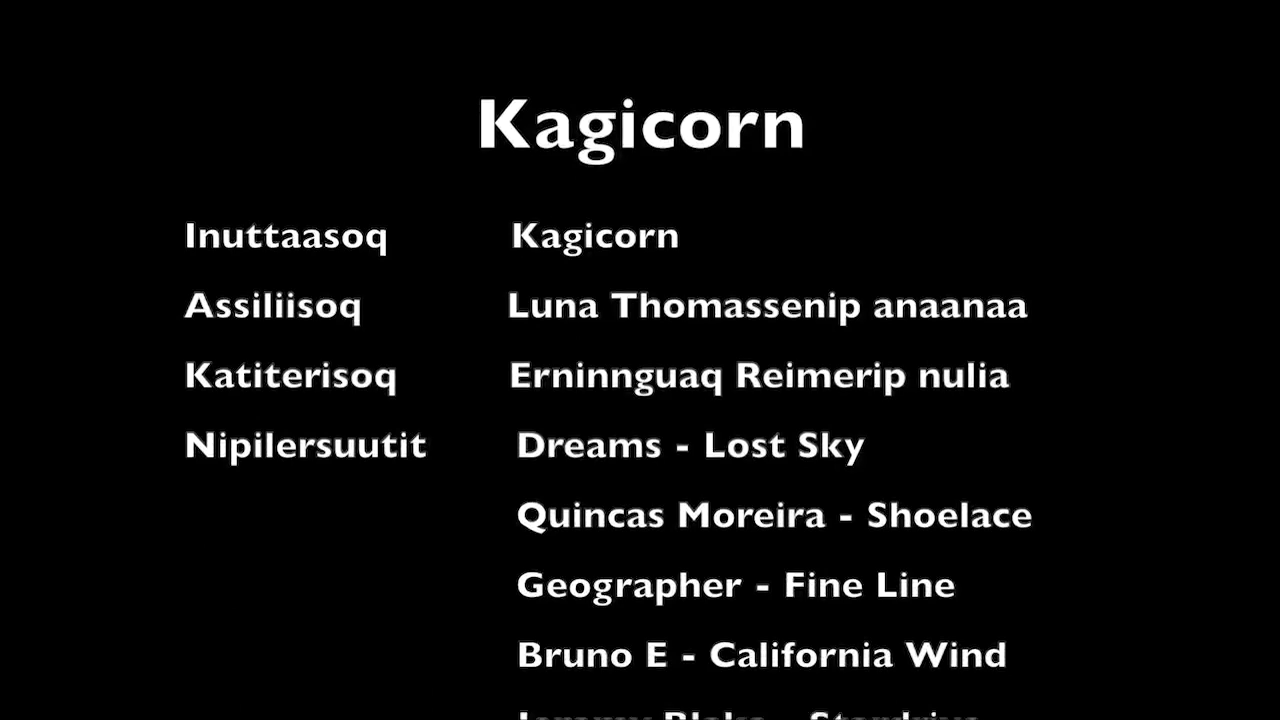 Kagicorn
Inuttaasoq Kagicorn
Assiliisoq Luna Thomassenip anaanaa
Katiterisoq Erninnguaq Reimerip nulia
Nipilersuutit Dreams - Lost Sky
Quincas Moreira - Shoelace
Geographer - Fine Line
Bruno E - California Wind